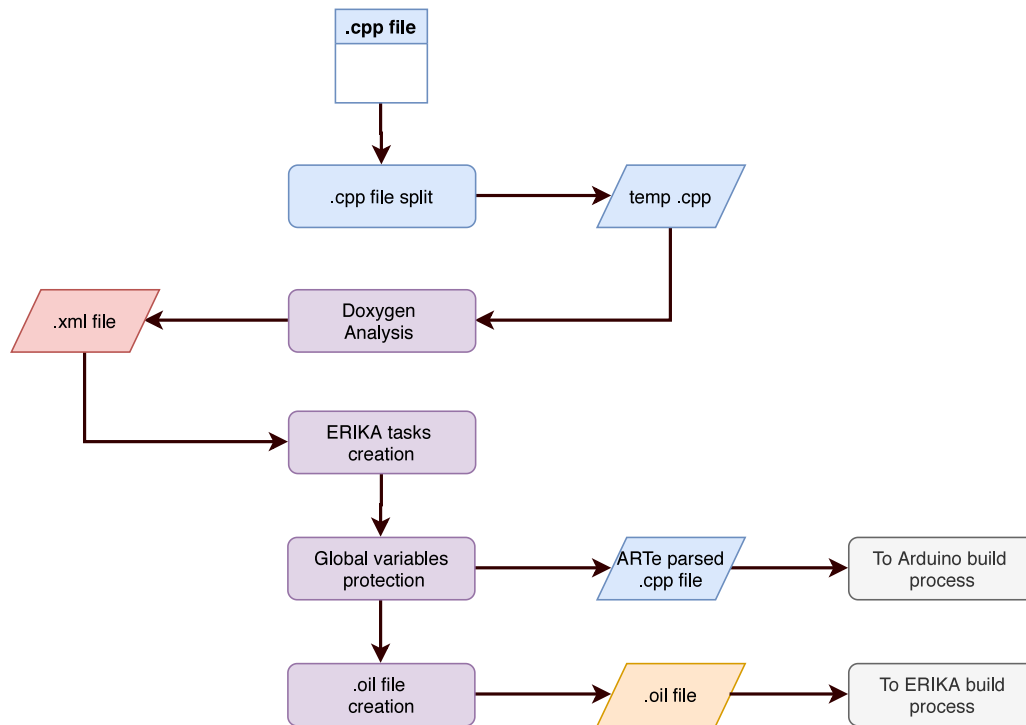 .cpp file
.cpp file split
temp .cpp
.xml file
Doxygen
Analysis
ERIKA tasks
creation
Global variables
protection
ARTe parsed
.cpp file
To Arduino build
process
.oil file
creation
.oil file
To ERIKA build
process